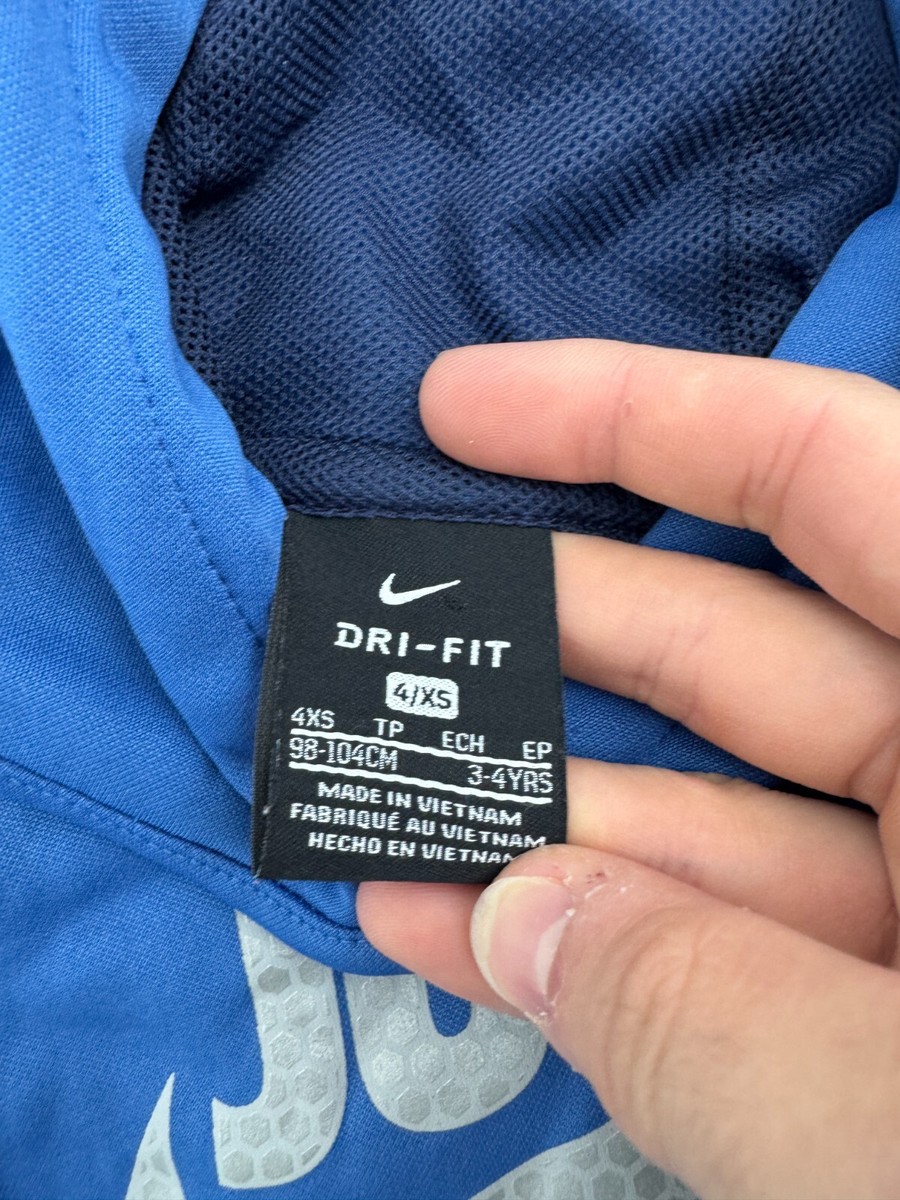 DRI-FIT
4/XS
4XS TP ECH EP
98-104CM 3-4YRS
MADE IN VIETNAM
FABRIQUÉ AU VIETNAM
HECHO EN VIETNAM
JU